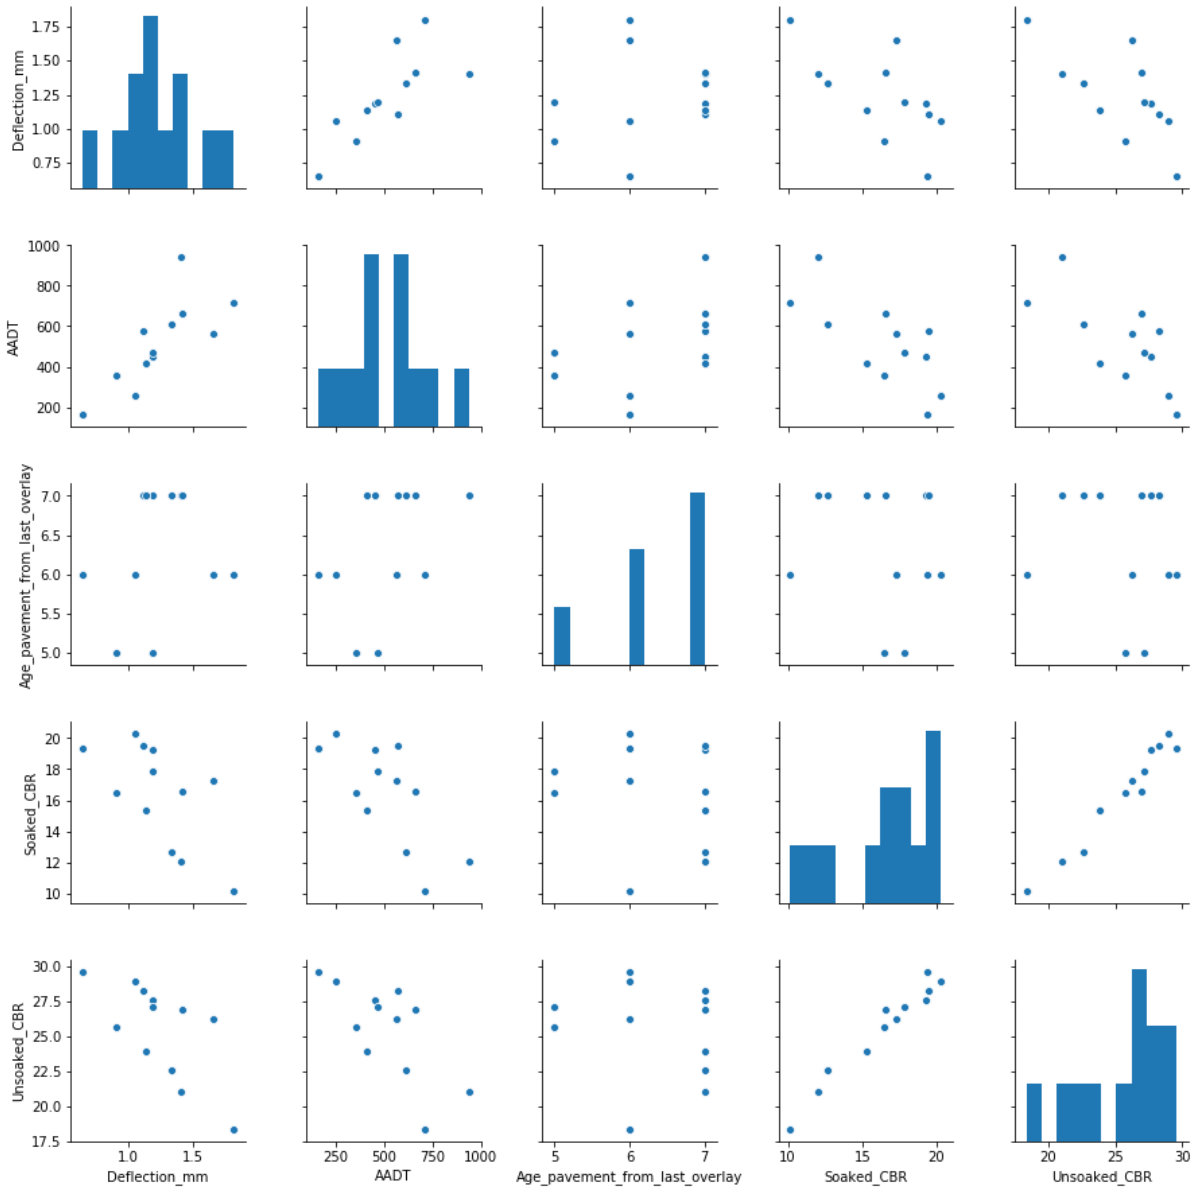 1.75
1.50
1.25
1.00
0.75
Deflection_mm
1000
800
600
400
200
AADT
7.0
6.5
6.0
5.5
5.0
Age_pavement_from_last_overlay
20
18
16
14
12
10
Soaked_CBR
30.0
27.5
25.0
22.5
20.0
17.5
Unsoaked_CBR
1.0 1.5
Deflection_mm
250 500 750 1000
AADT
5 6 7
Age_pavement_from_last_overlay
10 15 20
Soaked_CBR
20 25 30
Unsoaked_CBR